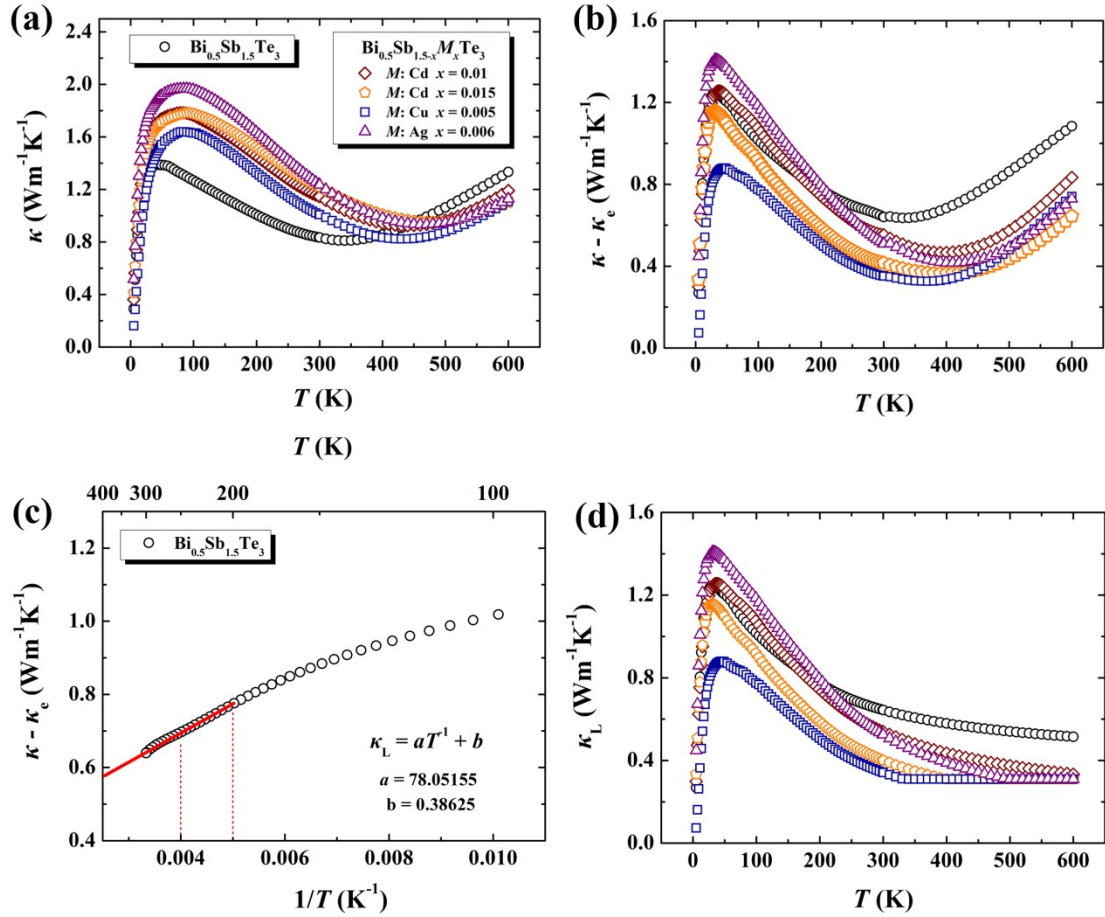 (a)
2.4
2.0
1.6
1.2
0.8
0.4
0.0
κ (Wm⁻¹K⁻¹)
Bi₀.₅Sb₁.₅Te₃
Bi₀.₅Sb₁.₅₋ₓMₓTe₃
M: Cd x = 0.01
M: Cd x = 0.015
M: Cu x = 0.005
M: Ag x = 0.006
0 100 200 300 400 500 600
T (K)
(b)
1.6
1.2
0.8
0.4
0.0
κ - κₑ (Wm⁻¹K⁻¹)
0 100 200 300 400 500 600
T (K)
T (K)
(c)
400 300 200 100
1.2
1.0
0.8
0.6
0.4
κ - κₑ (Wm⁻¹K⁻¹)
Bi₀.₅Sb₁.₅Te₃
κL = aT⁻¹ + b
a = 78.05155
b = 0.38625
0.004 0.006 0.008 0.010
1/T (K⁻¹)
(d)
1.6
1.2
0.8
0.4
0.0
κL (Wm⁻¹K⁻¹)
0 100 200 300 400 500 600
T (K)